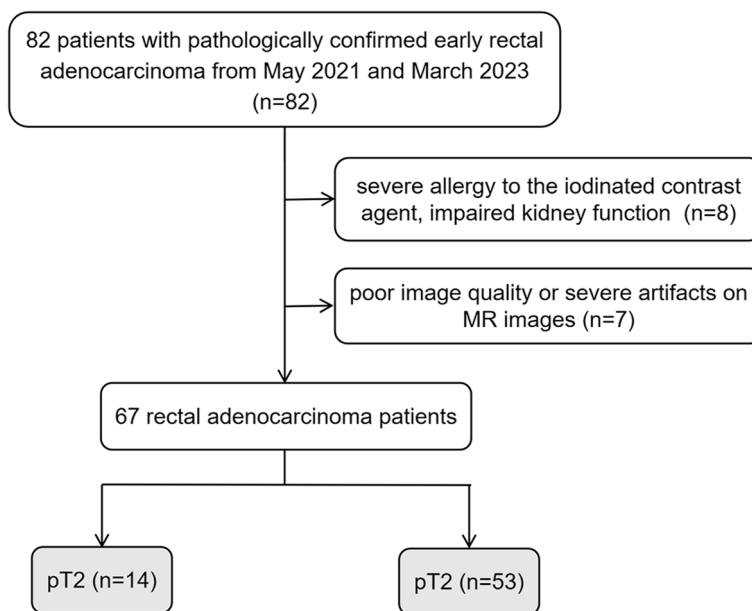 82 patients with pathologically confirmed early rectal
adenocarcinoma from May 2021 and March 2023
(n=82)
severe allergy to the iodinated contrast
agent, impaired kidney function (n=8)
poor image quality or severe artifacts on
MR images (n=7)
67 rectal adenocarcinoma patients
pT2 (n=14)
pT2 (n=53)